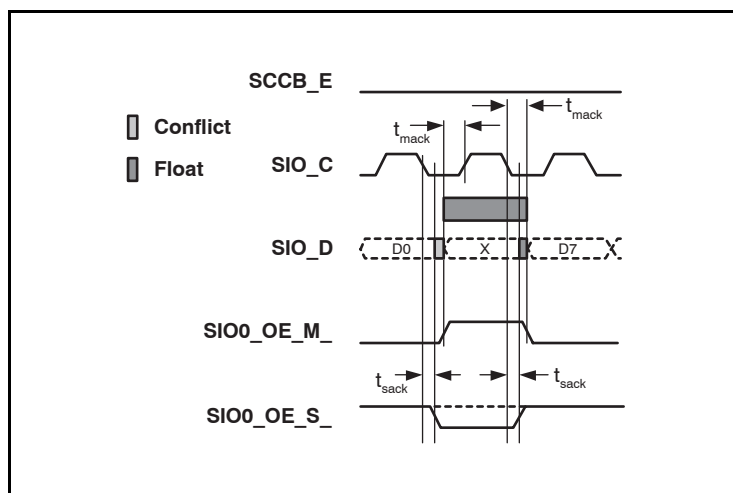 SCCB_E
t_mack
Conflict
t_mack
Float
SIO_C
SIO_D
D0
X
D7
SIO0_OE_M_
t_sack
t_sack
SIO0_OE_S_